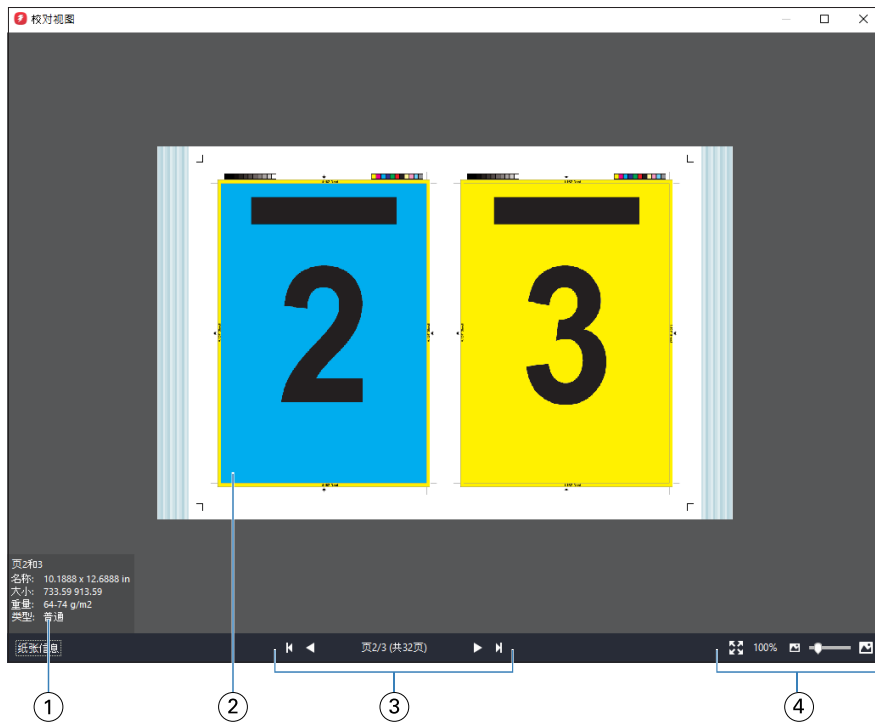 校对视图
2
3
页2和3
名称: 10.1888 x 12.6888 in
大小: 733.59 913.59
重量: 64-74 g/m2
类型: 普通
纸张信息
页2/3 (共32页)
100%
1
2
3
4